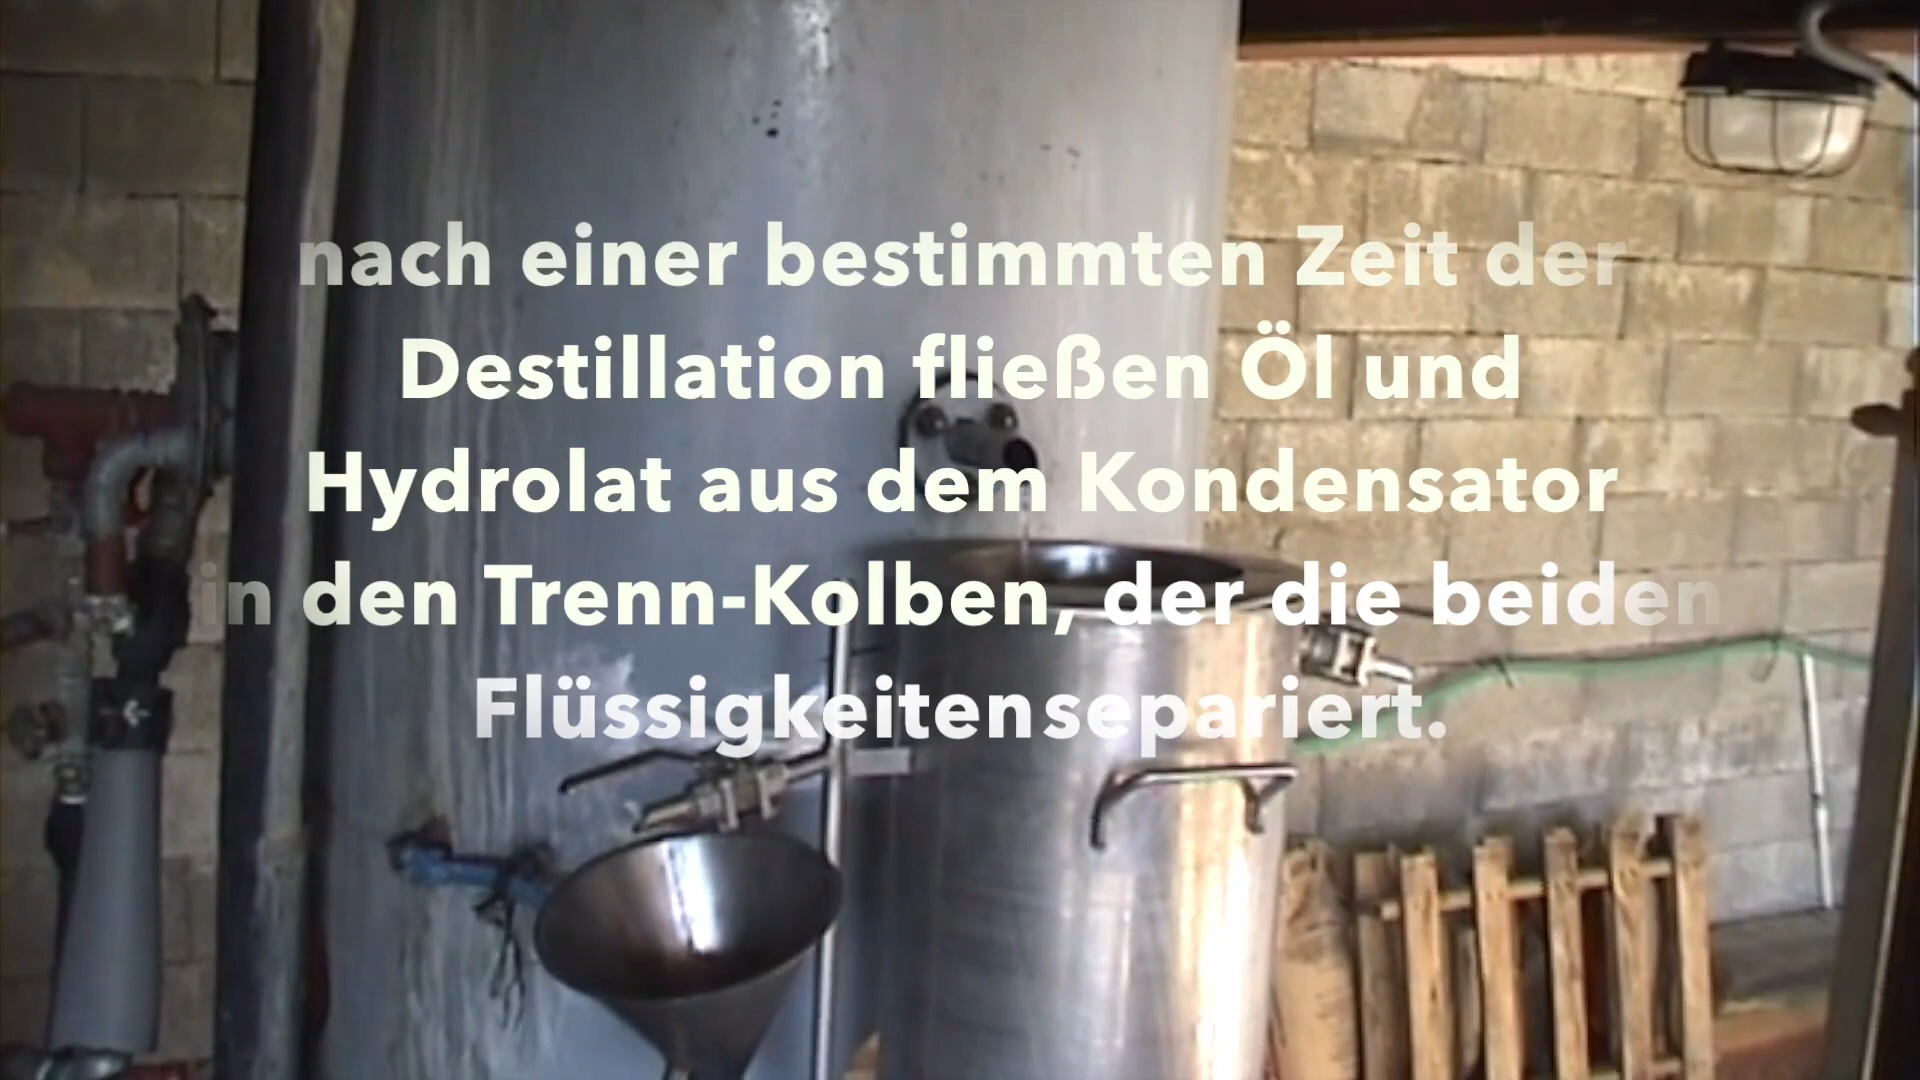 nach einer bestimmten Zeit der
Destillation fließen Öl und
Hydrolat aus dem Kondensator
in den Trenn-Kolben, der die beiden
Flüssigkeitensepariert.